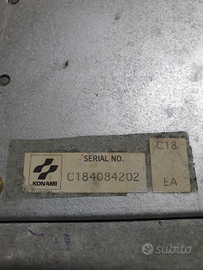 SERIAL NO.
C18
KONAMI
C184084202
EA
subito